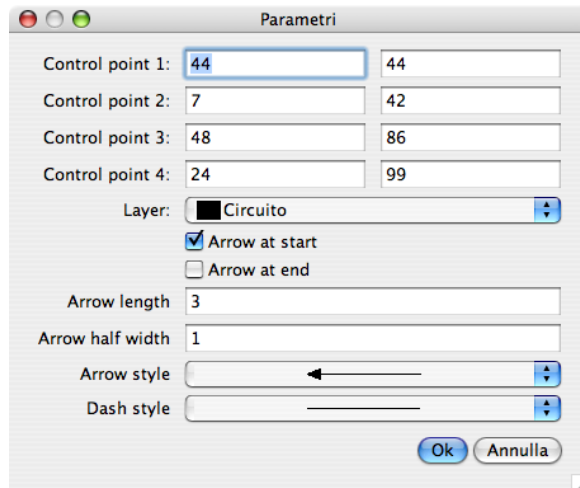 Parametri
Control point 1: 44 44
Control point 2: 7 42
Control point 3: 48 86
Control point 4: 24 99
Layer: Circuito
Arrow at start
Arrow at end
Arrow length 3
Arrow half width 1
Arrow style
Dash style
Ok Annulla